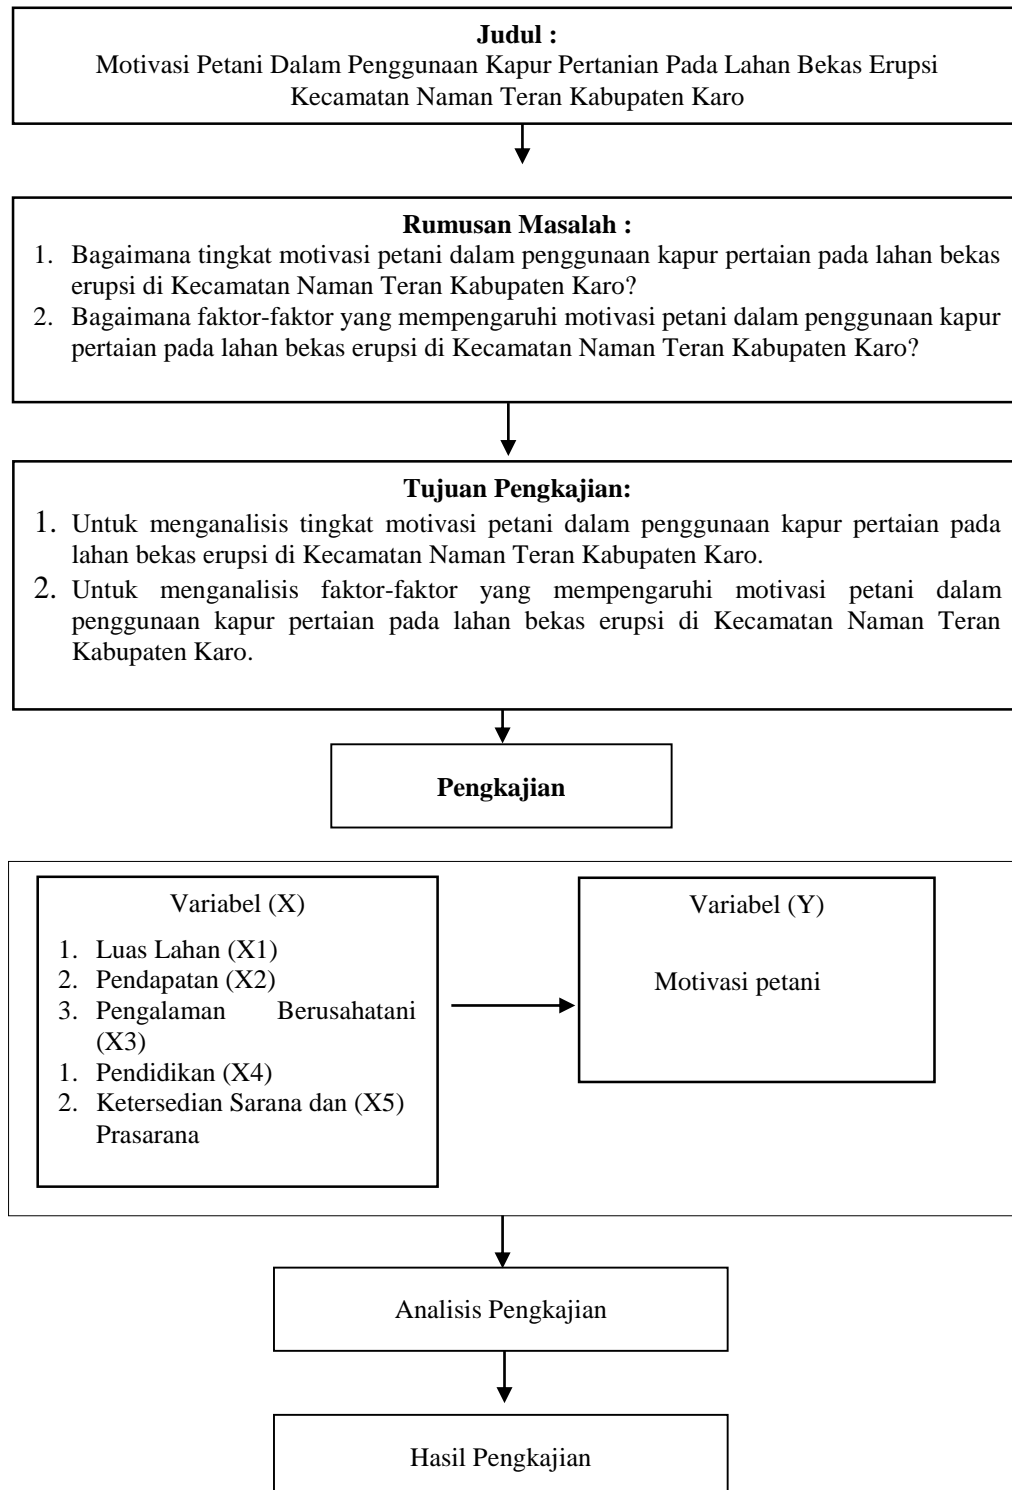 Judul :
Motivasi Petani Dalam Penggunaan Kapur Pertanian Pada Lahan Bekas Erupsi
Kecamatan Naman Teran Kabupaten Karo
Rumusan Masalah :
1. Bagaimana tingkat motivasi petani dalam penggunaan kapur pertaian pada lahan bekas
erupsi di Kecamatan Naman Teran Kabupaten Karo?
2. Bagaimana faktor-faktor yang mempengaruhi motivasi petani dalam penggunaan kapur
pertaian pada lahan bekas erupsi di Kecamatan Naman Teran Kabupaten Karo?
Tujuan Pengkajian:
1. Untuk menganalisis tingkat motivasi petani dalam penggunaan kapur pertaian pada
lahan bekas erupsi di Kecamatan Naman Teran Kabupaten Karo.
2. Untuk menganalisis faktor-faktor yang mempengaruhi motivasi petani dalam
penggunaan kapur pertaian pada lahan bekas erupsi di Kecamatan Naman Teran
Kabupaten Karo.
Pengkajian
Variabel (X)
1. Luas Lahan (X1)
2. Pendapatan (X2)
3. Pengalaman Berusahatani
(X3)
1. Pendidikan (X4)
2. Ketersedian Sarana dan (X5)
Prasarana
Variabel (Y)
Motivasi petani
Analisis Pengkajian
Hasil Pengkajian